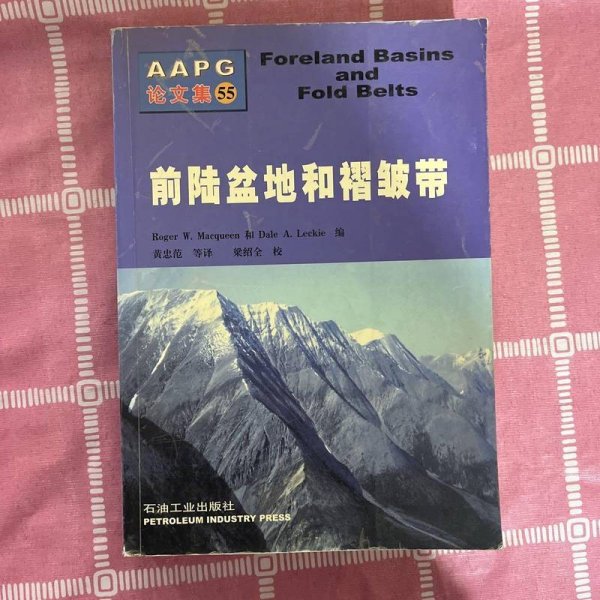 AAPG
论文集 55
Foreland Basins
and
Fold Belts
前陆盆地和褶皱带
Roger W. Macqueen 和 Dale A. Leckie 编
黄忠范 等译 梁绍全 校
石油工业出版社
PETROLEUM INDUSTRY PRESS